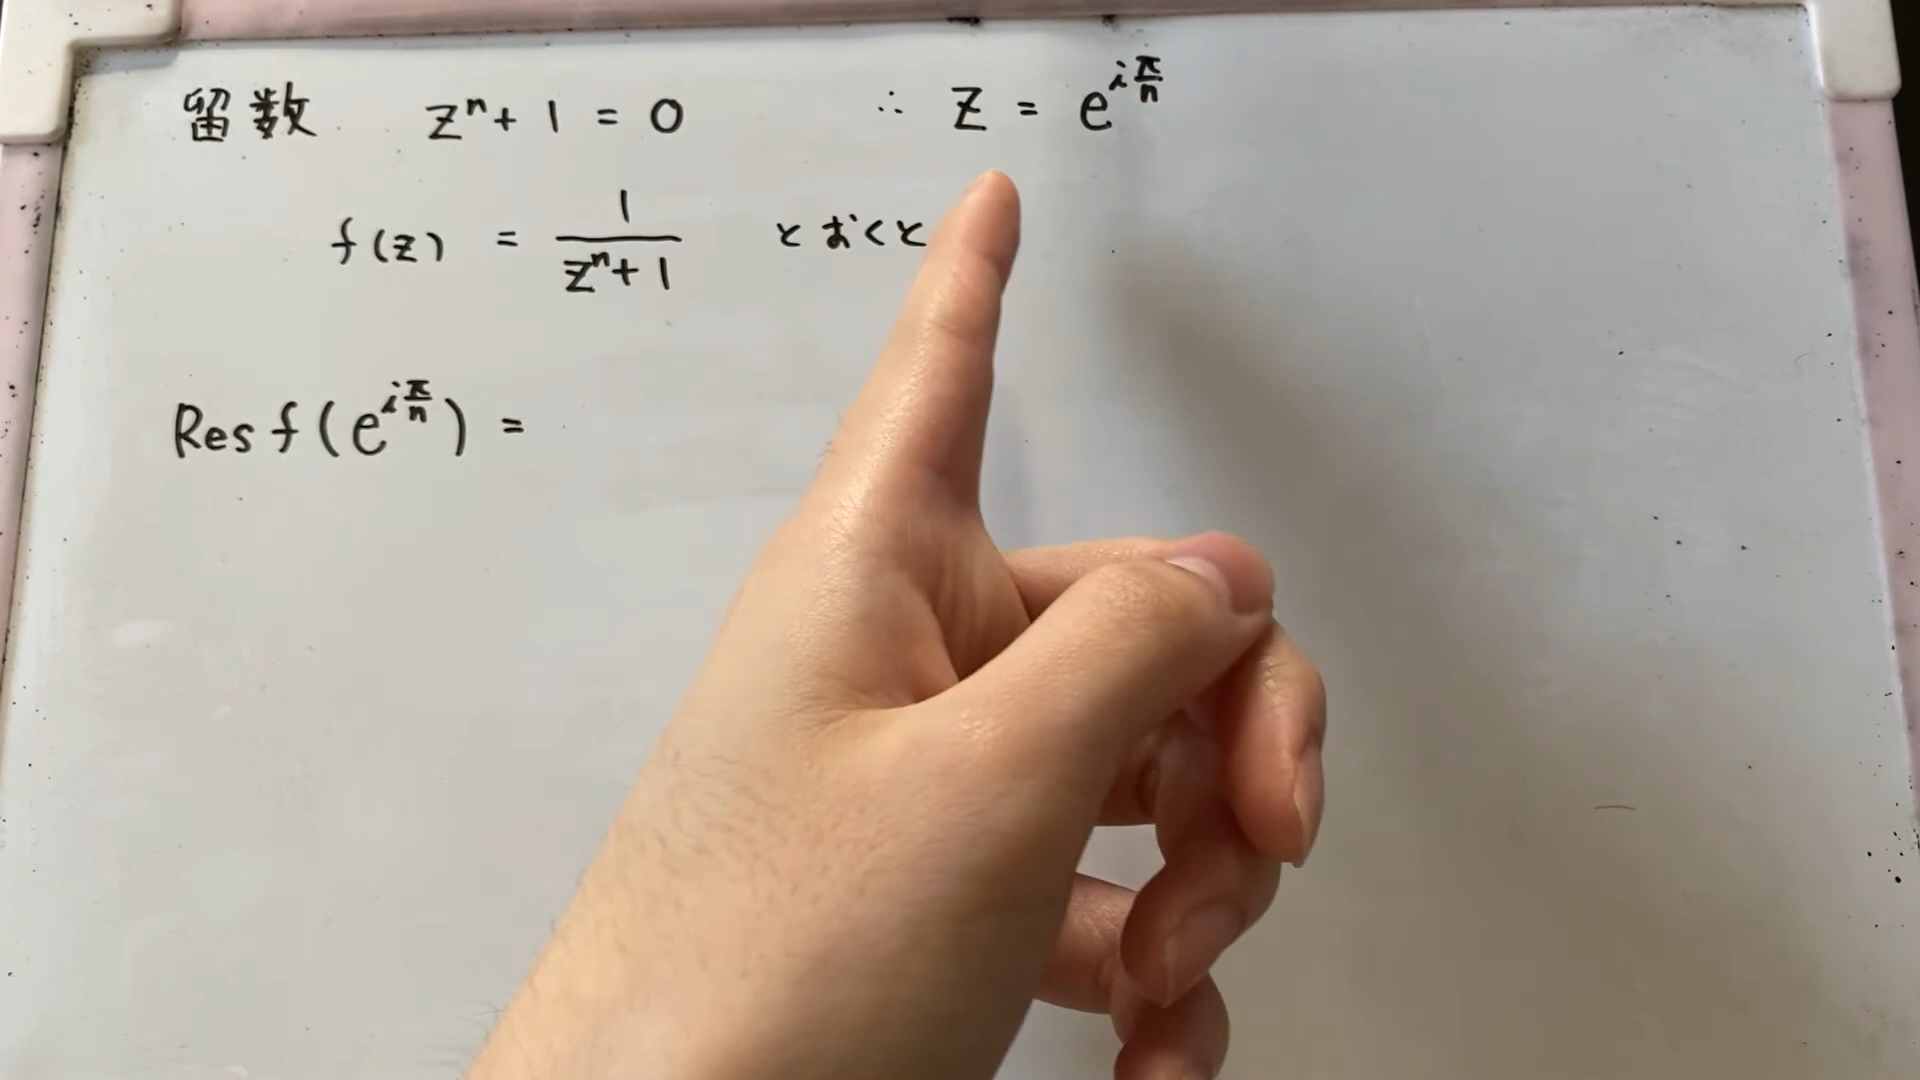 留数 zⁿ+1=0 ∴ z = e^{iπ/n}
f(z) = 1/(zⁿ+1) とおくと
Res f(e^{iπ/n}) =